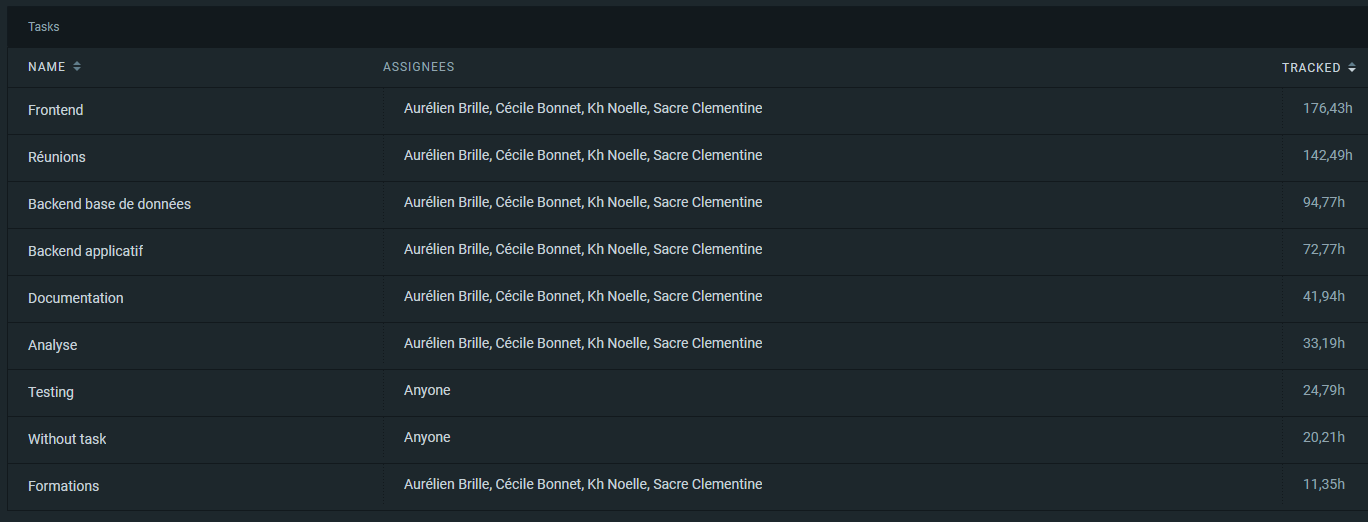 Tasks
NAME ASSIGNEES TRACKED
Frontend Aurélien Brille, Cécile Bonnet, Kh Noelle, Sacre Clementine 176,43h
Réunions Aurélien Brille, Cécile Bonnet, Kh Noelle, Sacre Clementine 142,49h
Backend base de données Aurélien Brille, Cécile Bonnet, Kh Noelle, Sacre Clementine 94,77h
Backend applicatif Aurélien Brille, Cécile Bonnet, Kh Noelle, Sacre Clementine 72,77h
Documentation Aurélien Brille, Cécile Bonnet, Kh Noelle, Sacre Clementine 41,94h
Analyse Aurélien Brille, Cécile Bonnet, Kh Noelle, Sacre Clementine 33,19h
Testing Anyone 24,79h
Without task Anyone 20,21h
Formations Aurélien Brille, Cécile Bonnet, Kh Noelle, Sacre Clementine 11,35h